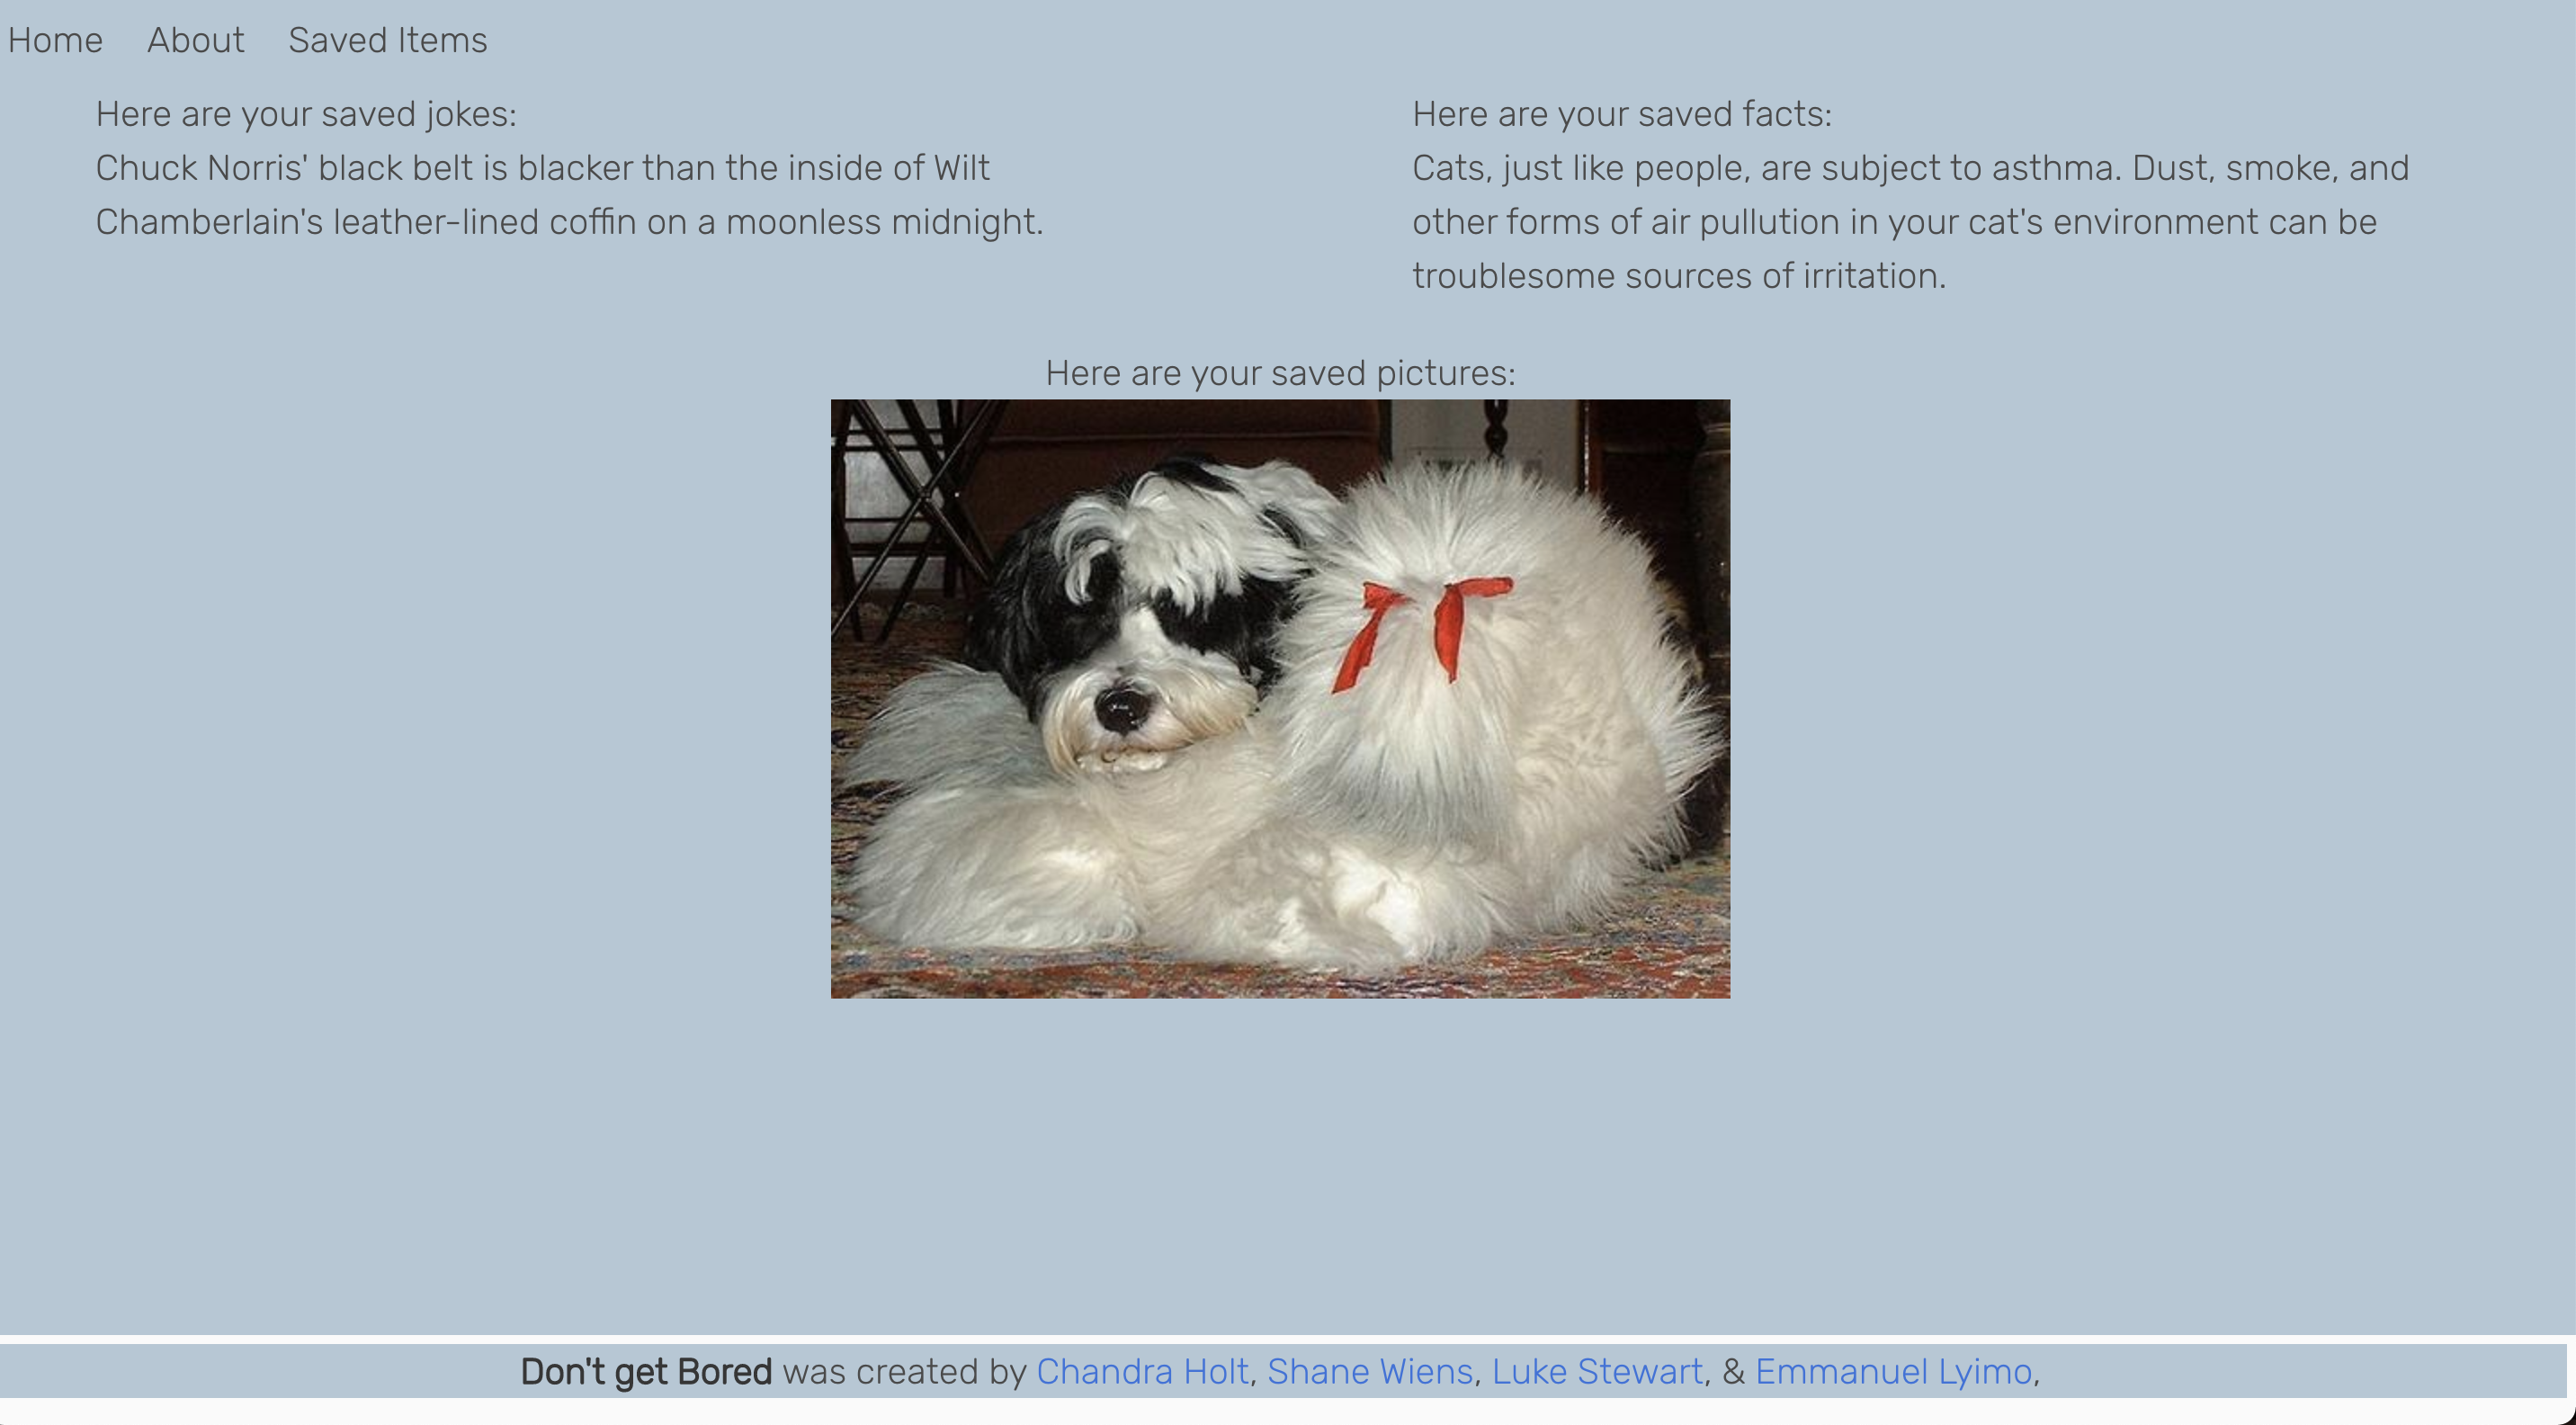 Home About Saved Items
Here are your saved jokes:
Chuck Norris' black belt is blacker than the inside of Wilt
Chamberlain's leather-lined coffin on a moonless midnight.
Here are your saved facts:
Cats, just like people, are subject to asthma. Dust, smoke, and
other forms of air pullution in your cat's environment can be
troublesome sources of irritation.
Here are your saved pictures:
Don't get Bored was created by Chandra Holt, Shane Wiens, Luke Stewart, & Emmanuel Lyimo,